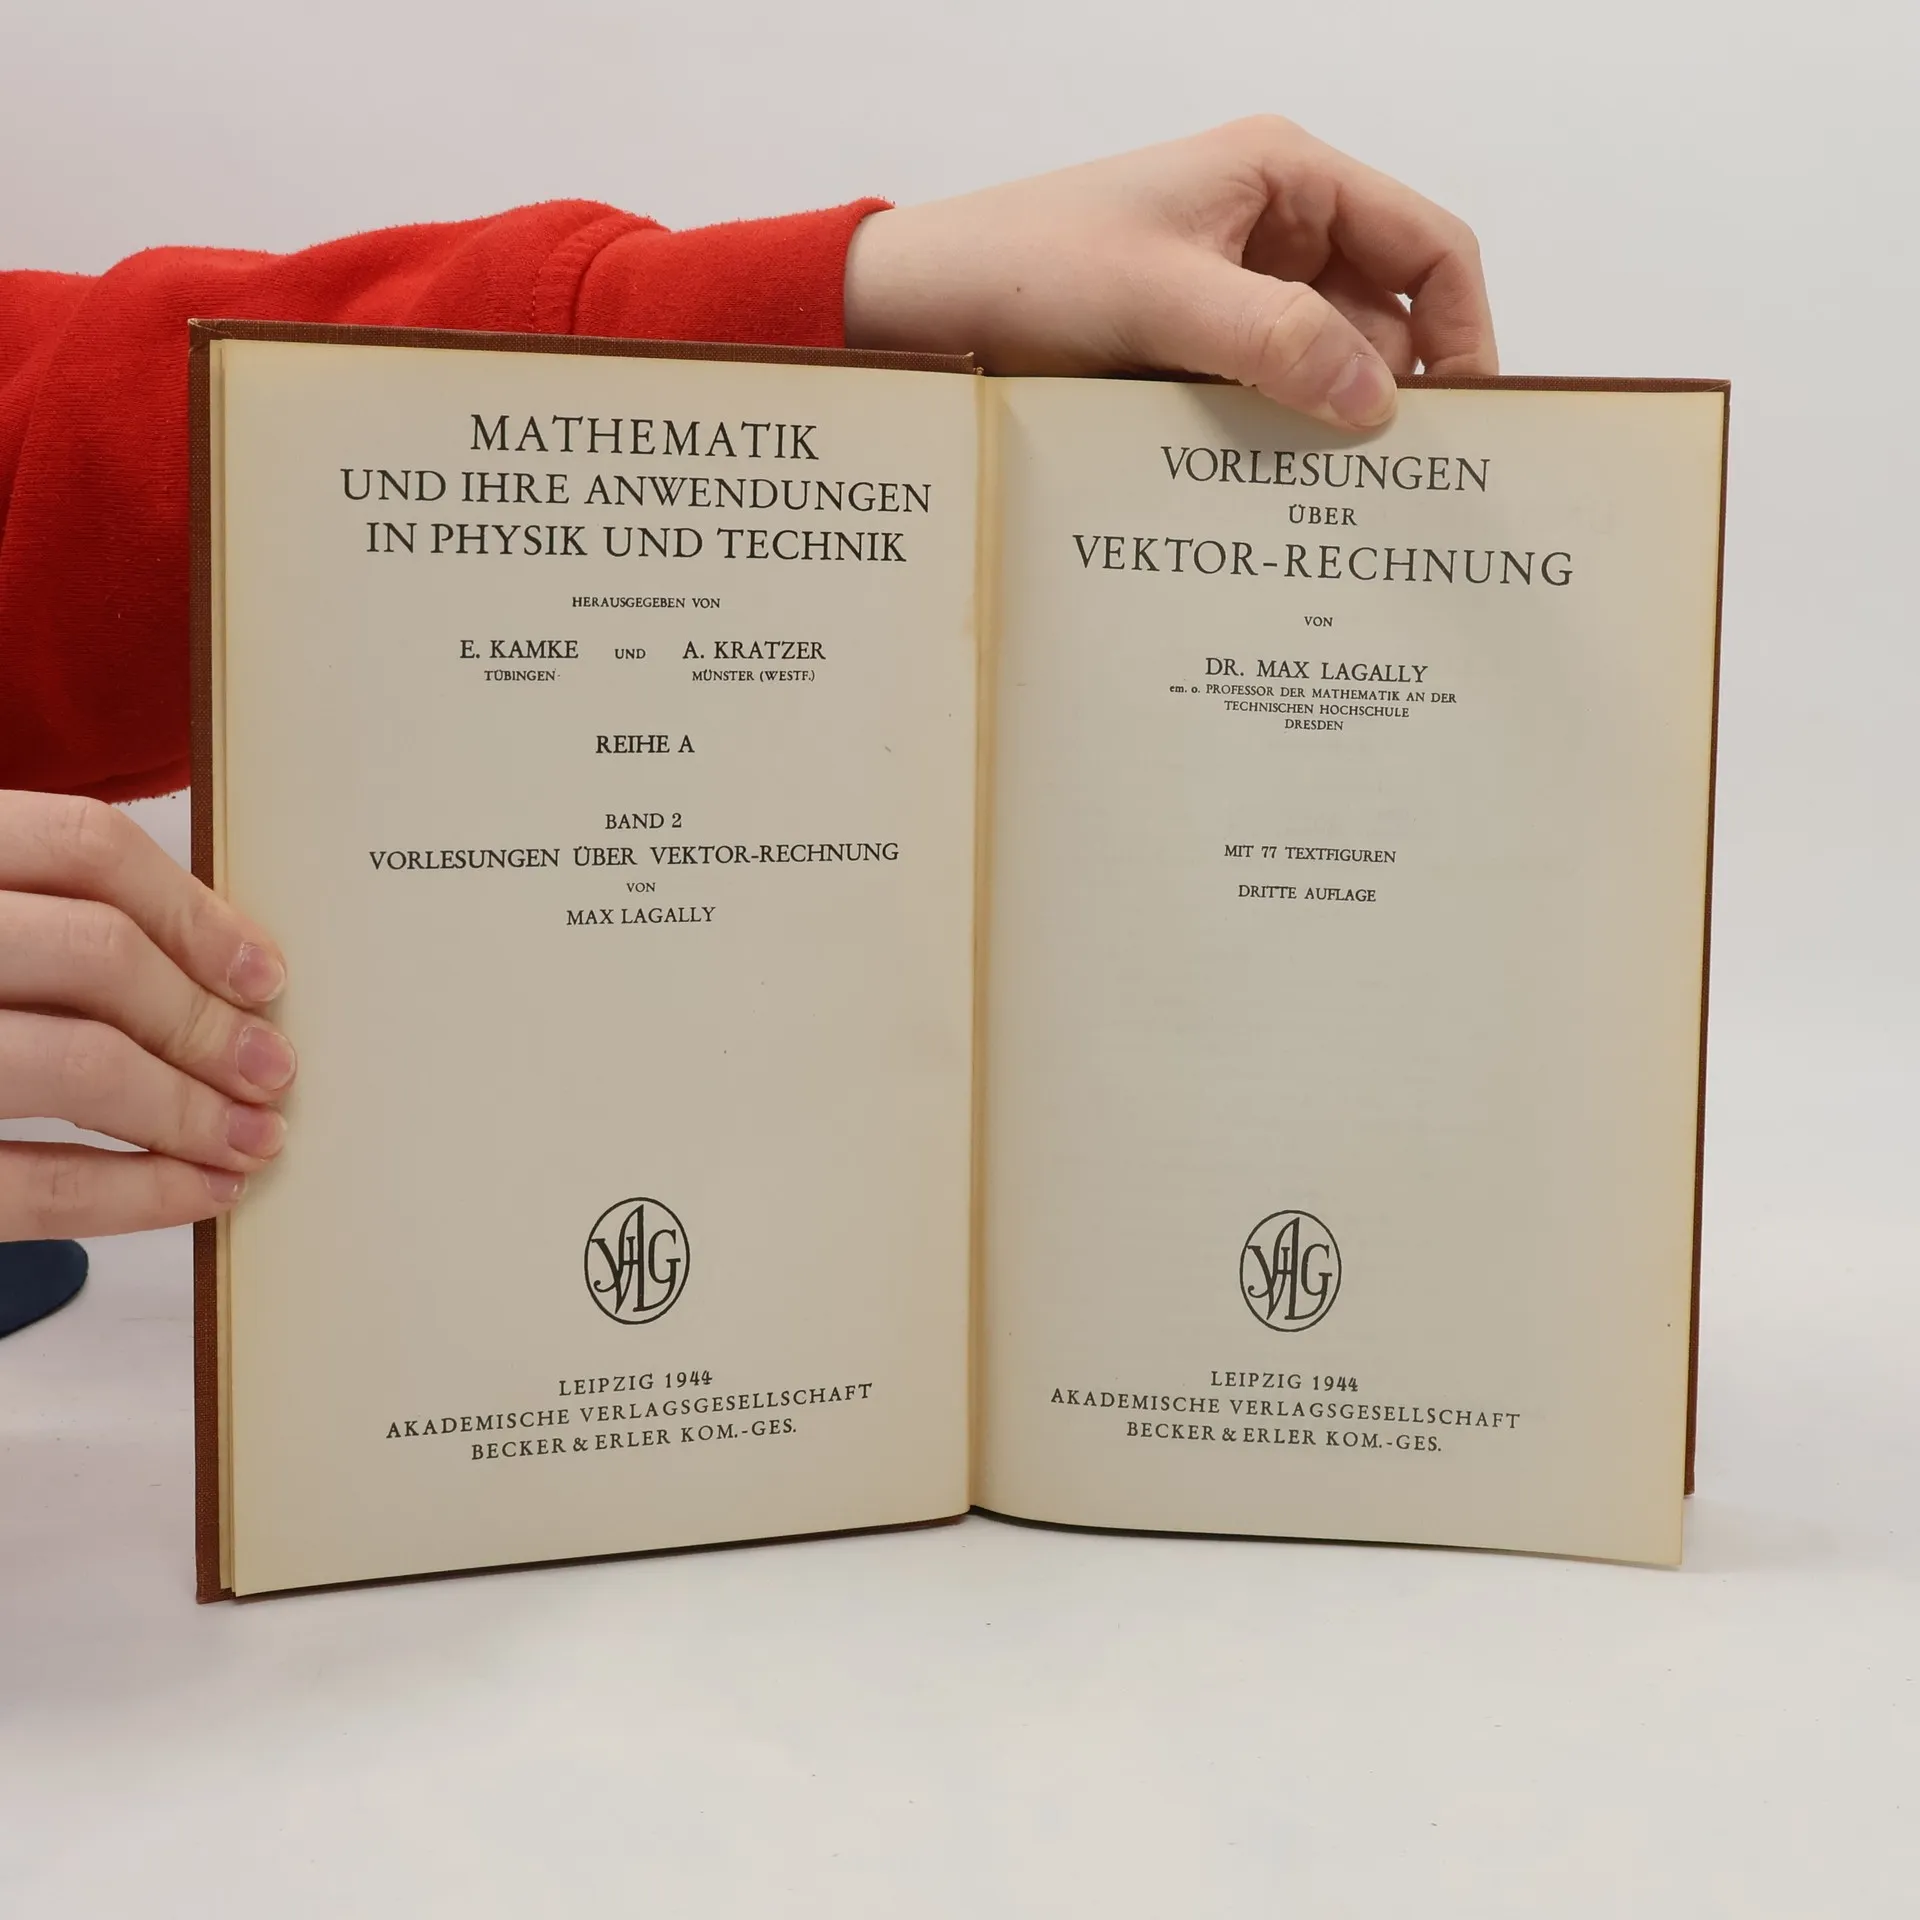 MATHEMATIK
UND IHRE ANWENDUNGEN
IN PHYSIK UND TECHNIK
HERAUSGEGEBEN VON
E. KAMKE UND A. KRATZER
TÜBINGEN MÜNSTER (WESTF.)
REIHE A
BAND 2
VORLESUNGEN ÜBER VEKTOR-RECHNUNG
VON
MAX LAGALLY
VAG
LEIPZIG 1944
AKADEMISCHE VERLAGSGESELLSCHAFT
BECKER & ERLER KOM.-GES.
VORLESUNGEN
ÜBER
VEKTOR-RECHNUNG
VON
DR. MAX LAGALLY
em. o. PROFESSOR DER MATHEMATIK AN DER
TECHNISCHEN HOCHSCHULE
DRESDEN
MIT 77 TEXTFIGUREN
DRITTE AUFLAGE
VAG
LEIPZIG 1944
AKADEMISCHE VERLAGSGESELLSCHAFT
BECKER & ERLER KOM.-GES.